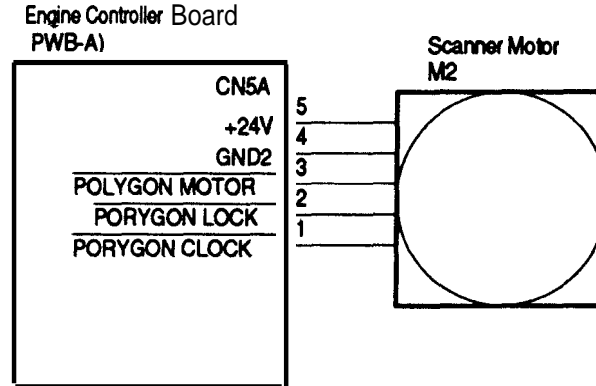 Engine Controller Board
PWB-A)
Scanner Motor
M2
CN5A
5
+24V
4
GND2
3
POLYGON MOTOR
2
PORYGON LOCK
1
PORYGON CLOCK